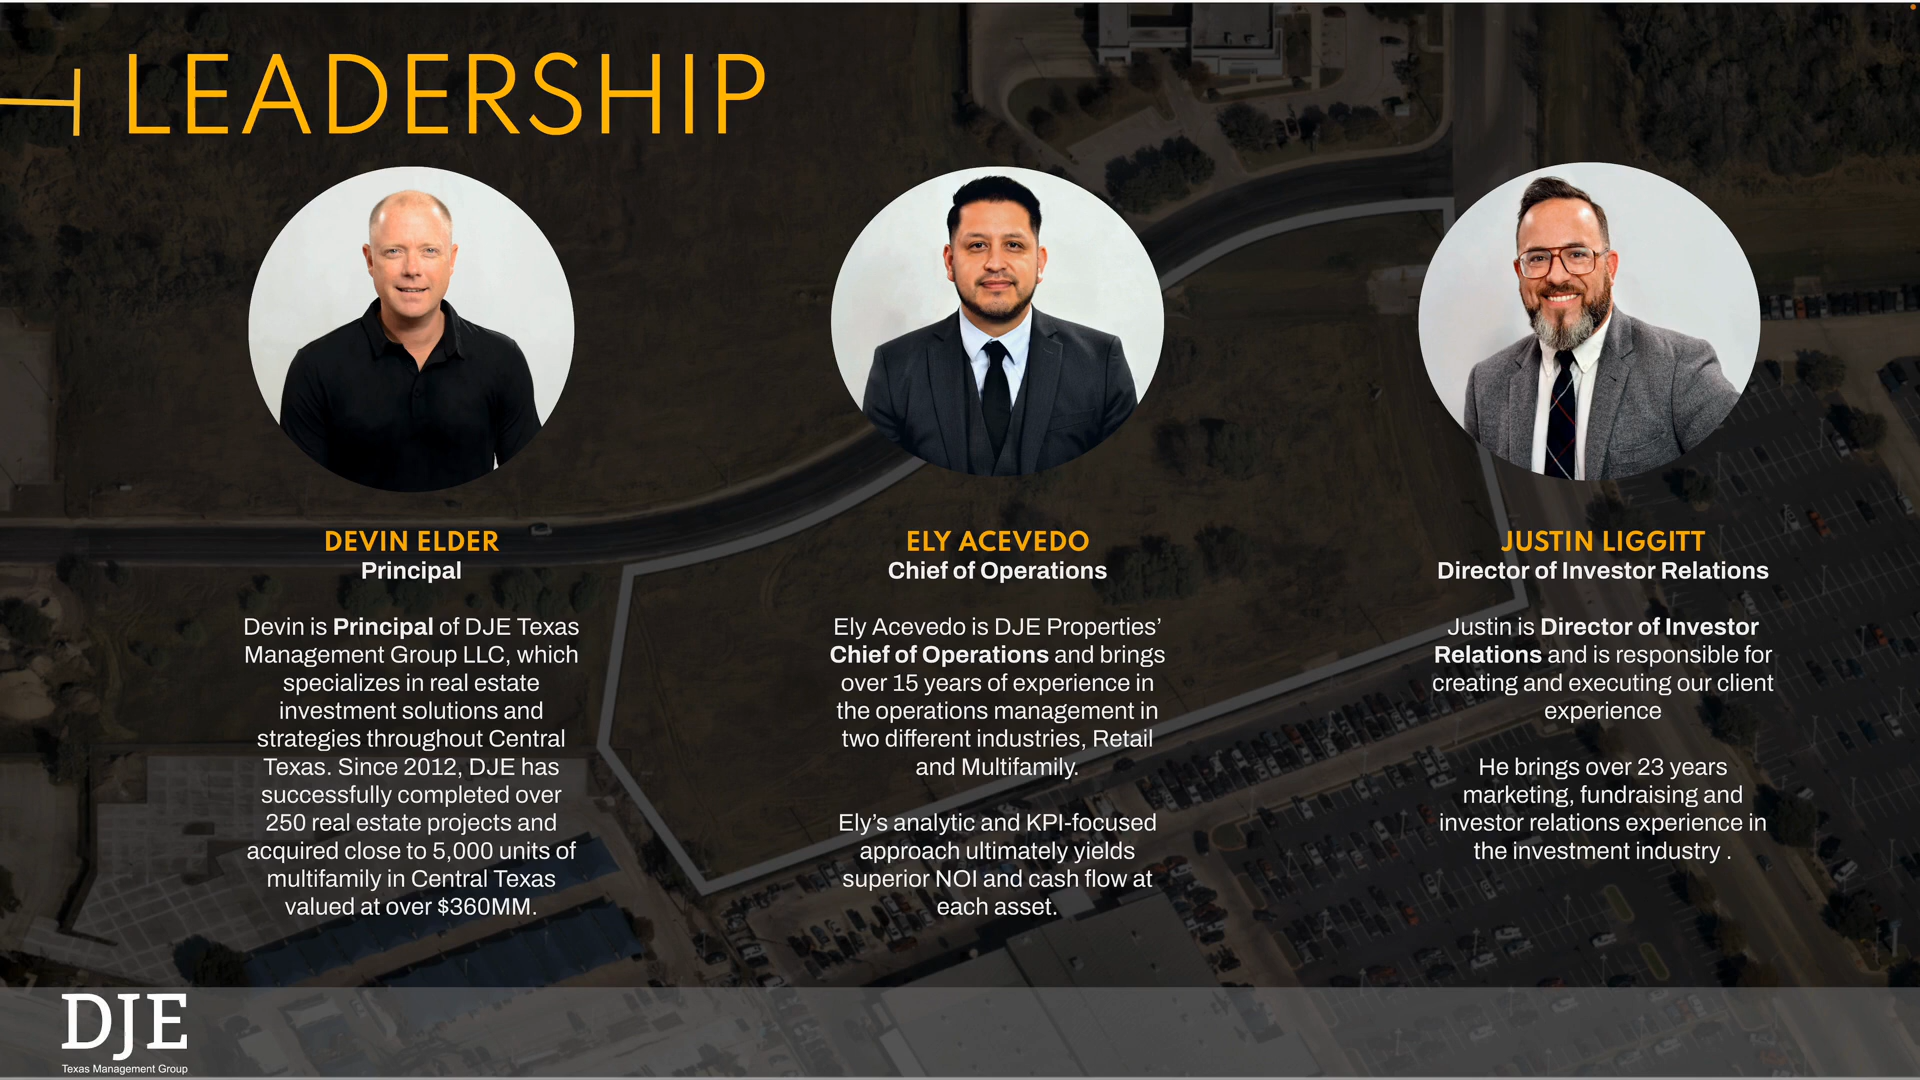 LEADERSHIP
DEVIN ELDER
Principal
Devin is Principal of DJE Texas
Management Group LLC, which
specializes in real estate
investment solutions and
strategies throughout Central
Texas. Since 2012, DJE has
successfully completed over
250 real estate projects and
acquired close to 5,000 units of
multifamily in Central Texas
valued at over $360MM.
ELY ACEVEDO
Chief of Operations
Ely Acevedo is DJE Properties’
Chief of Operations and brings
over 15 years of experience in
the operations management in
two different industries, Retail
and Multifamily.
Ely’s analytic and KPI-focused
approach ultimately yields
superior NOI and cash flow at
each asset.
JUSTIN LIGGITT
Director of Investor Relations
Justin is Director of Investor
Relations and is responsible for
creating and executing our client
experience
He brings over 23 years
marketing, fundraising and
investor relations experience in
the investment industry .
DJE
Texas Management Group